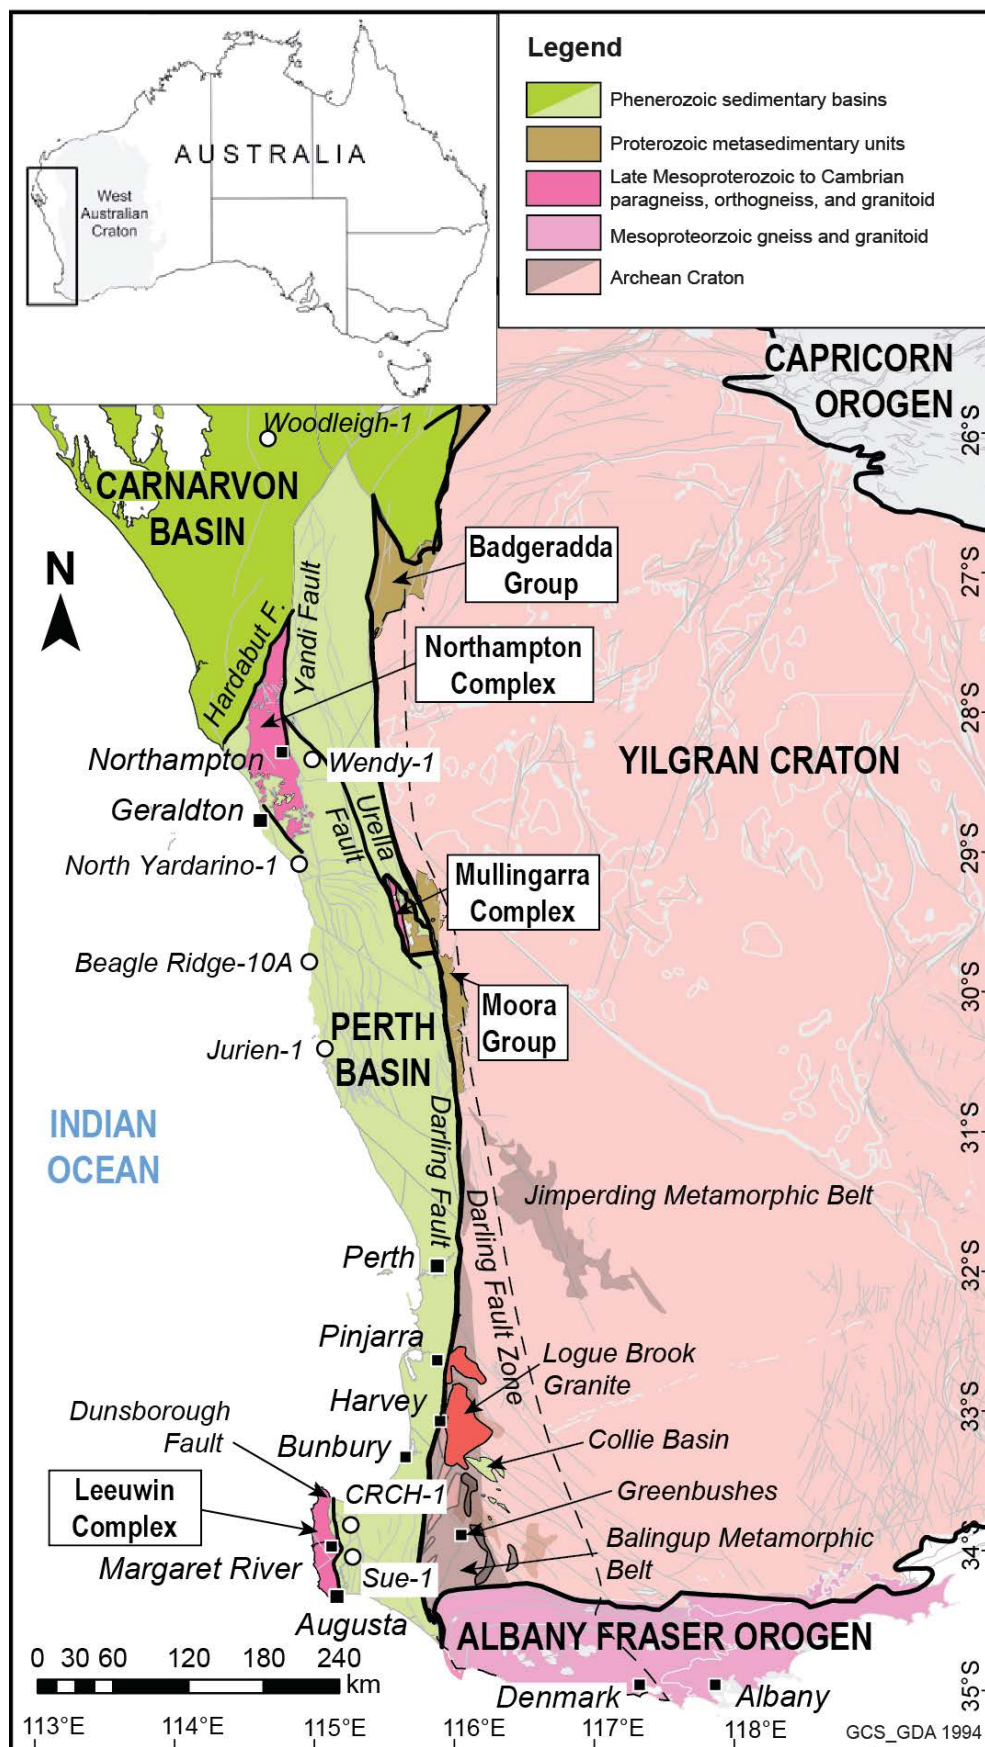 AUSTRALIA
West
Australian
Craton
Legend
Phenerozoic sedimentary basins
Proterozoic metasedimentary units
Late Mesoproterozoic to Cambrian
paragneiss, orthogneiss, and granitoid
Mesoproteorzoic gneiss and granitoid
Archean Craton
CAPRICORN
OROGEN
Woodleigh-1
26°S
CARNARVON
BASIN
Badgeradda
Group
27°S
N
Hardabut F.
Yandi Fault
Northampton
Complex
28°S
Northampton
Wendy-1
YILGRAN CRATON
Geraldton
Urella
Fault
29°S
North Yardarino-1
Mullingarra
Complex
Beagle Ridge-10A
30°S
Moora
Group
PERTH
BASIN
Jurien-1
INDIAN
OCEAN
31°S
Darling Fault
Darling Fault Zone
Jimperding Metamorphic Belt
Perth
32°S
Pinjarra
Logue Brook
Granite
Harvey
33°S
Dunsborough
Fault
Bunbury
Collie Basin
Leeuwin
Complex
CRCH-1
Greenbushes
34°S
Margaret River
Sue-1
Balingup Metamorphic
Belt
Augusta
ALBANY FRASER OROGEN
0 30 60 120 180 240
km
Denmark
Albany
35°S
113°E 114°E 115°E 116°E 117°E 118°E
GCS_GDA 1994